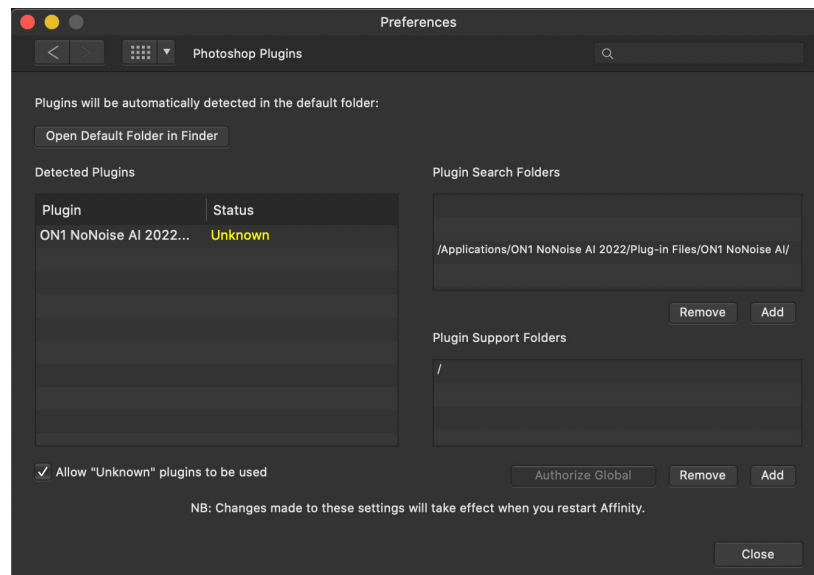 Preferences
Photoshop Plugins
Plugins will be automatically detected in the default folder:
Open Default Folder in Finder
Detected Plugins
Plugin Status
ON1 NoNoise AI 2022... Unknown
Allow "Unknown" plugins to be used
Plugin Search Folders
/Applications/ON1 NoNoise AI 2022/Plug-in Files/ON1 NoNoise AI/
Remove Add
Plugin Support Folders
/
Authorize Global Remove Add
NB: Changes made to these settings will take effect when you restart Affinity.
Close